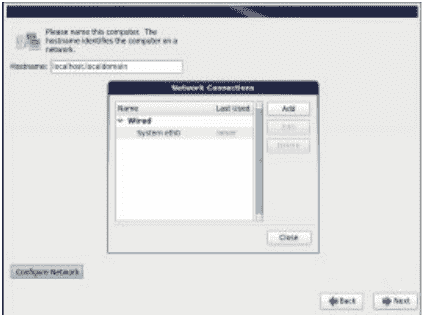 Please name this computer. The
hostname identifies the computer on a
network.
Hostname: localhost.localdomain
Network Connections
Name Last Used
Wired
System eth0 never
Add
Edit
Delete
Close
Configure Network
Back
Next